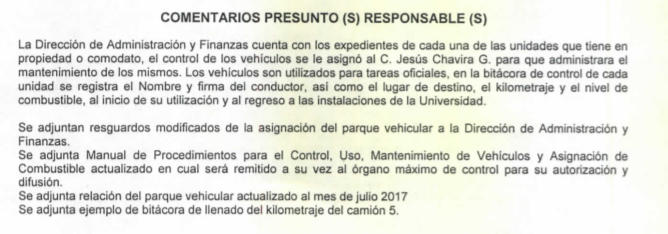 COMENTARIOS PRESUNTO (S) RESPONSABLE (S)
La Dirección de Administración y Finanzas cuenta con los expedientes de cada una de las unidades que tiene en
propiedad o comodato, el control de los vehículos se le asignó al C. Jesús Chavira G. para que administrara el
mantenimiento de los mismos. Los vehículos son utilizados para tareas oficiales, en la bitácora de control de cada
unidad se registra el Nombre y firma del conductor, así como el lugar de destino, el kilometraje y el nivel de
combustible, al inicio de su utilización y al regreso a las instalaciones de la Universidad.
Se adjuntan resguardos modificados de la asignación del parque vehicular a la Dirección de Administración y
Finanzas.
Se adjunta Manual de Procedimientos para el Control, Uso, Mantenimiento de Vehículos y Asignación de
Combustible actualizado en cual será remitido a su vez al órgano máximo de control para su autorización y
difusión.
Se adjunta relación del parque vehicular actualizado al mes de julio 2017
Se adjunta ejemplo de bitácora de llenado del kilometraje del camión 5.